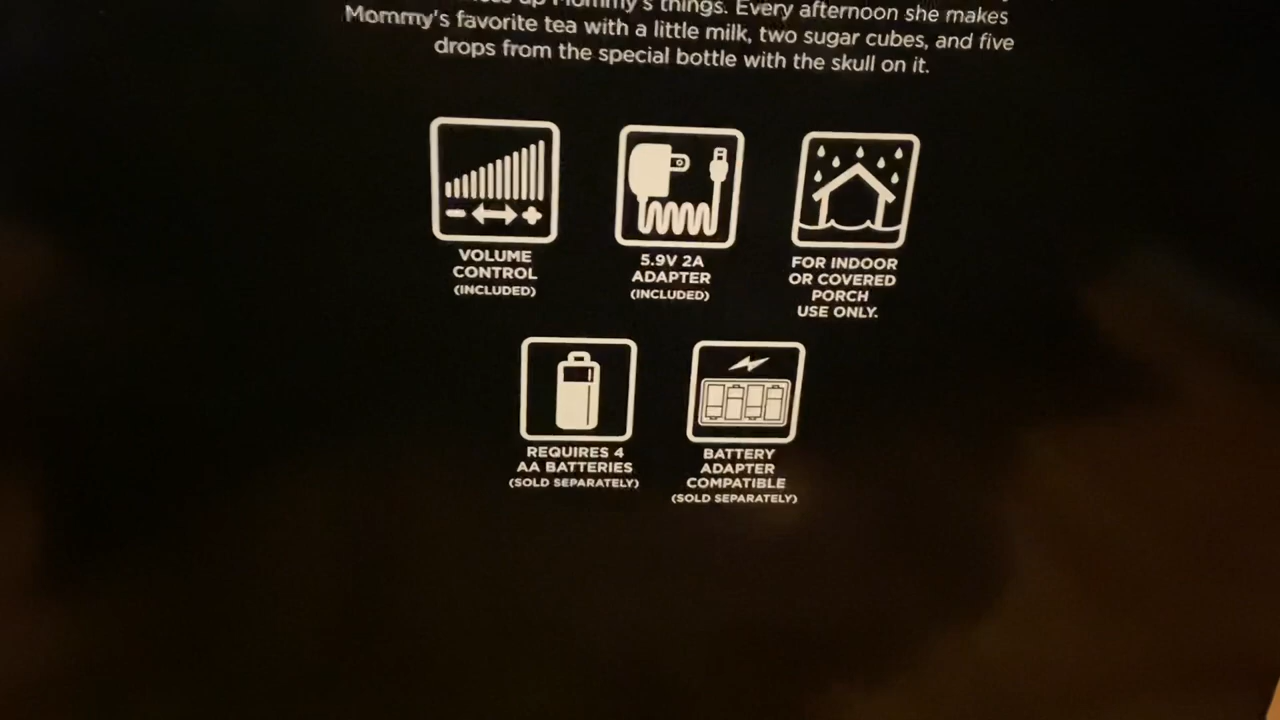 up Mommy's things. Every afternoon she makes
Mommy's favorite tea with a little milk, two sugar cubes, and five
drops from the special bottle with the skull on it.
VOLUME
CONTROL
(INCLUDED)
5.9V 2A
ADAPTER
(INCLUDED)
FOR INDOOR
OR COVERED
PORCH
USE ONLY.
REQUIRES 4
AA BATTERIES
(SOLD SEPARATELY)
BATTERY
ADAPTER
COMPATIBLE
(SOLD SEPARATELY)